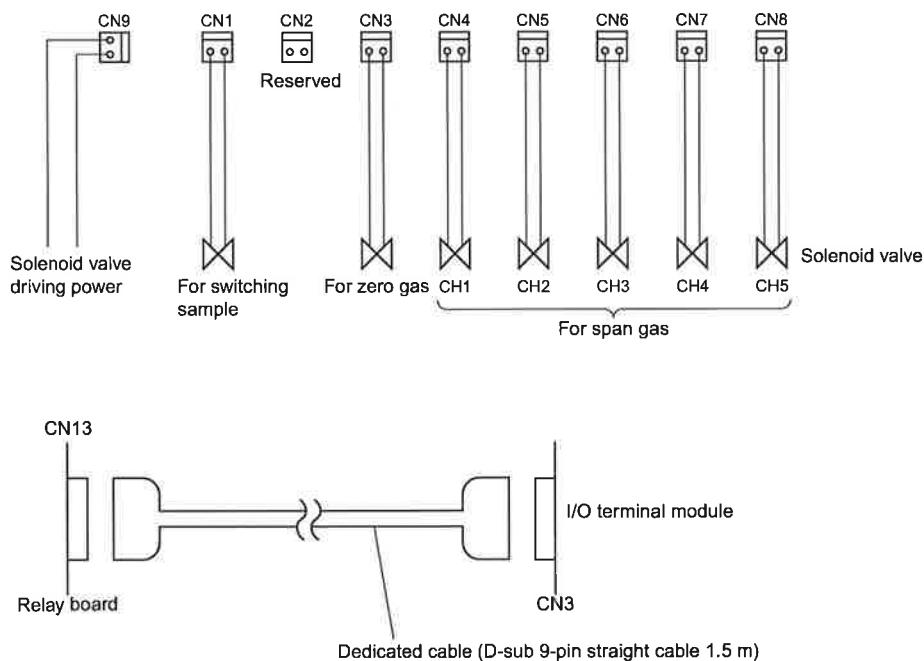 CN9 CN1 CN2 CN3 CN4 CN5 CN6 CN7 CN8
Reserved
Solenoid valve
driving power
For switching
sample
For zero gas
CH1 CH2 CH3 CH4 CH5
Solenoid valve
For span gas
CN13
I/O terminal module
Relay board
CN3
Dedicated cable (D-sub 9-pin straight cable 1.5 m)